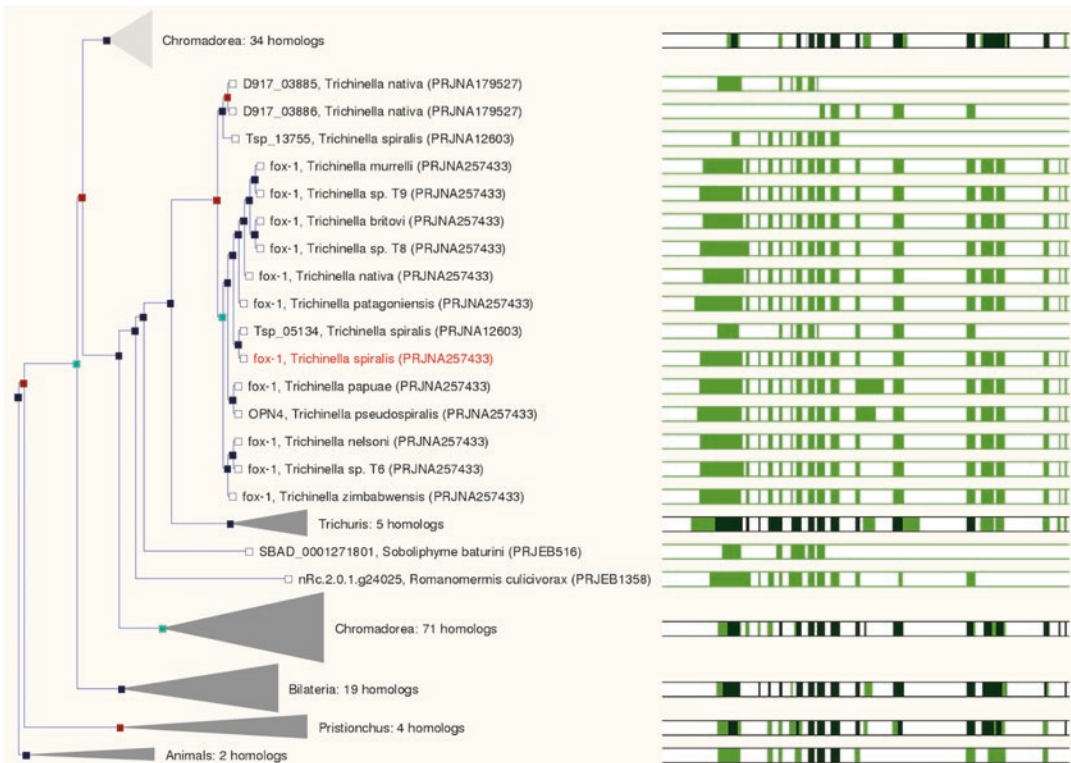 Chromadorea: 34 homologs
D917_03885, Trichinella nativa (PRJNA179527)
D917_03886, Trichinella nativa (PRJNA179527)
Tsp_13755, Trichinella spiralis (PRJNA12603)
fox-1, Trichinella murrelli (PRJNA257433)
fox-1, Trichinella sp. T9 (PRJNA257433)
fox-1, Trichinella britovi (PRJNA257433)
fox-1, Trichinella sp. T8 (PRJNA257433)
fox-1, Trichinella nativa (PRJNA257433)
fox-1, Trichinella patagoniensis (PRJNA257433)
Tsp_05134, Trichinella spiralis (PRJNA12603)
fox-1, Trichinella spiralis (PRJNA257433)
fox-1, Trichinella papuae (PRJNA257433)
OPN4, Trichinella pseudospiralis (PRJNA257433)
fox-1, Trichinella nelsoni (PRJNA257433)
fox-1, Trichinella sp. T6 (PRJNA257433)
fox-1, Trichinella zimbabwensis (PRJNA257433)
Trichuris: 5 homologs
SBAD_0001271801, Soboliphyme baturini (PRJEB516)
nRc.2.0.1.g24025, Romanomermis culicivorax (PRJEB1358)
Chromadorea: 71 homologs
Bilateria: 19 homologs
Pristionchus: 4 homologs
Animals: 2 homologs